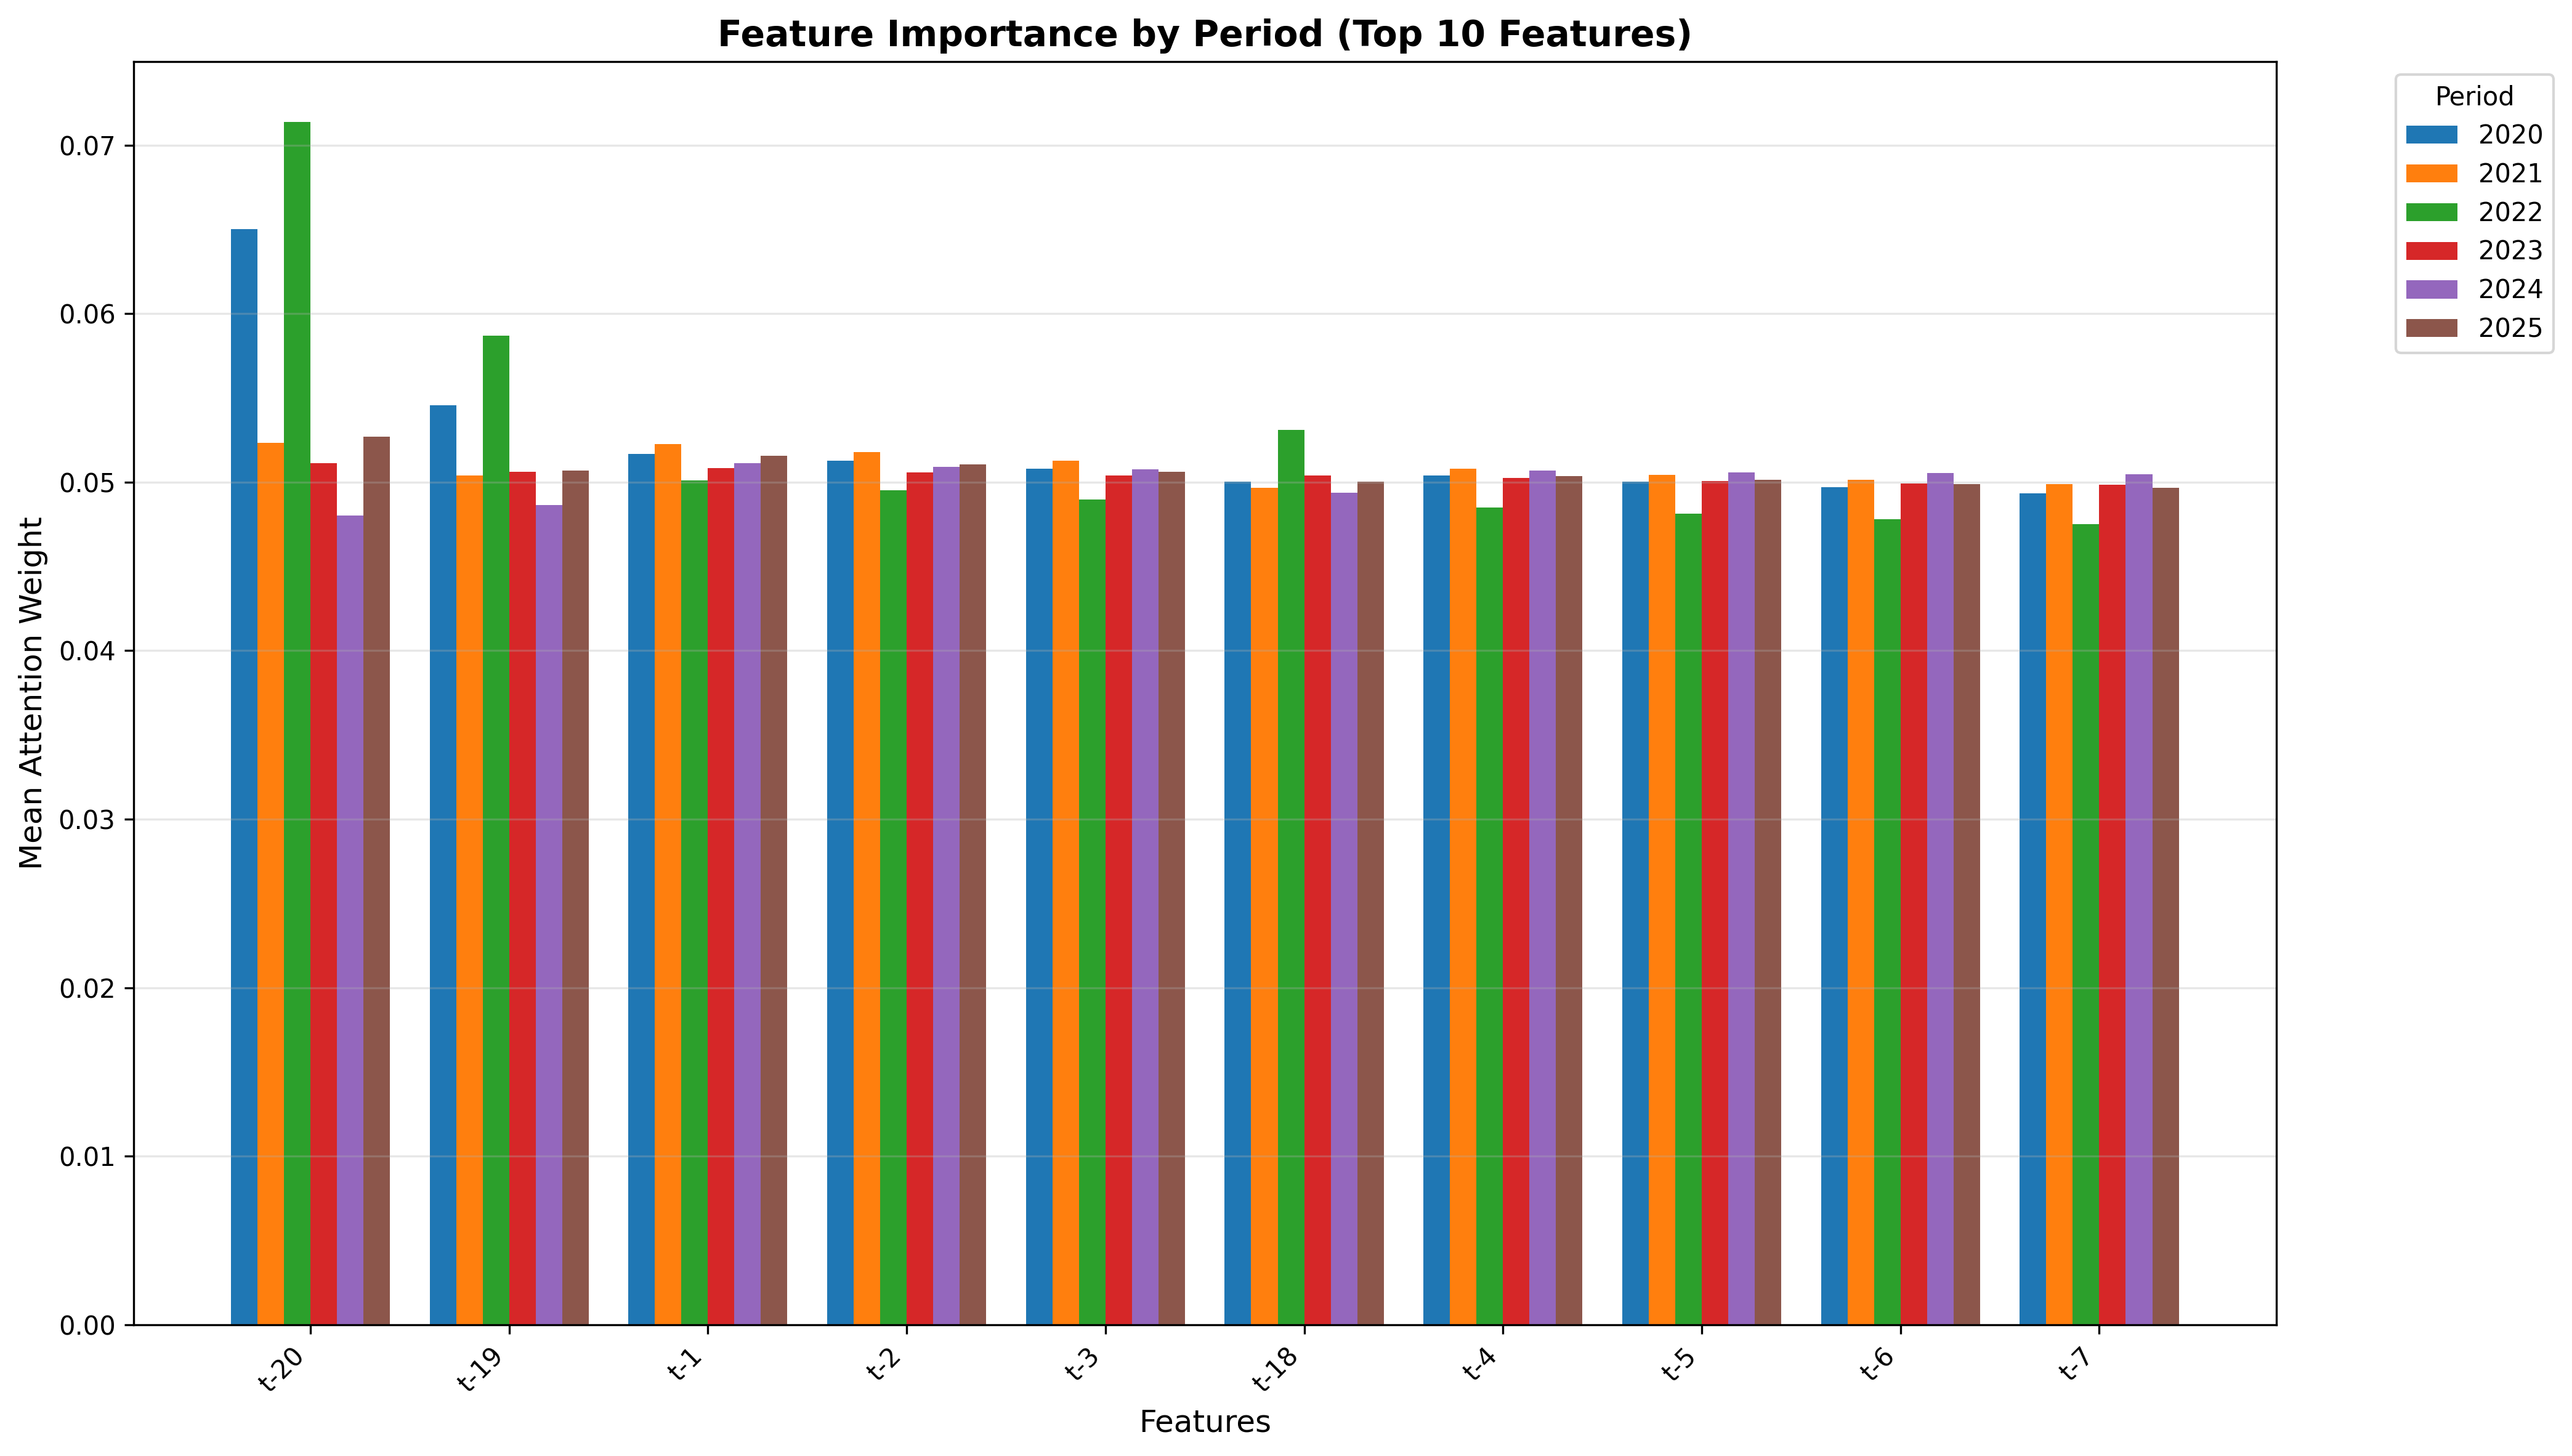 Feature Importance by Period (Top 10 Features)
Period
2020
2021
2022
2023
2024
2025
Mean Attention Weight
0.07
0.06
0.05
0.04
0.03
0.02
0.01
0.00
t-20
t-19
t-1
t-2
t-3
t-18
t-4
t-5
t-6
t-7
Features